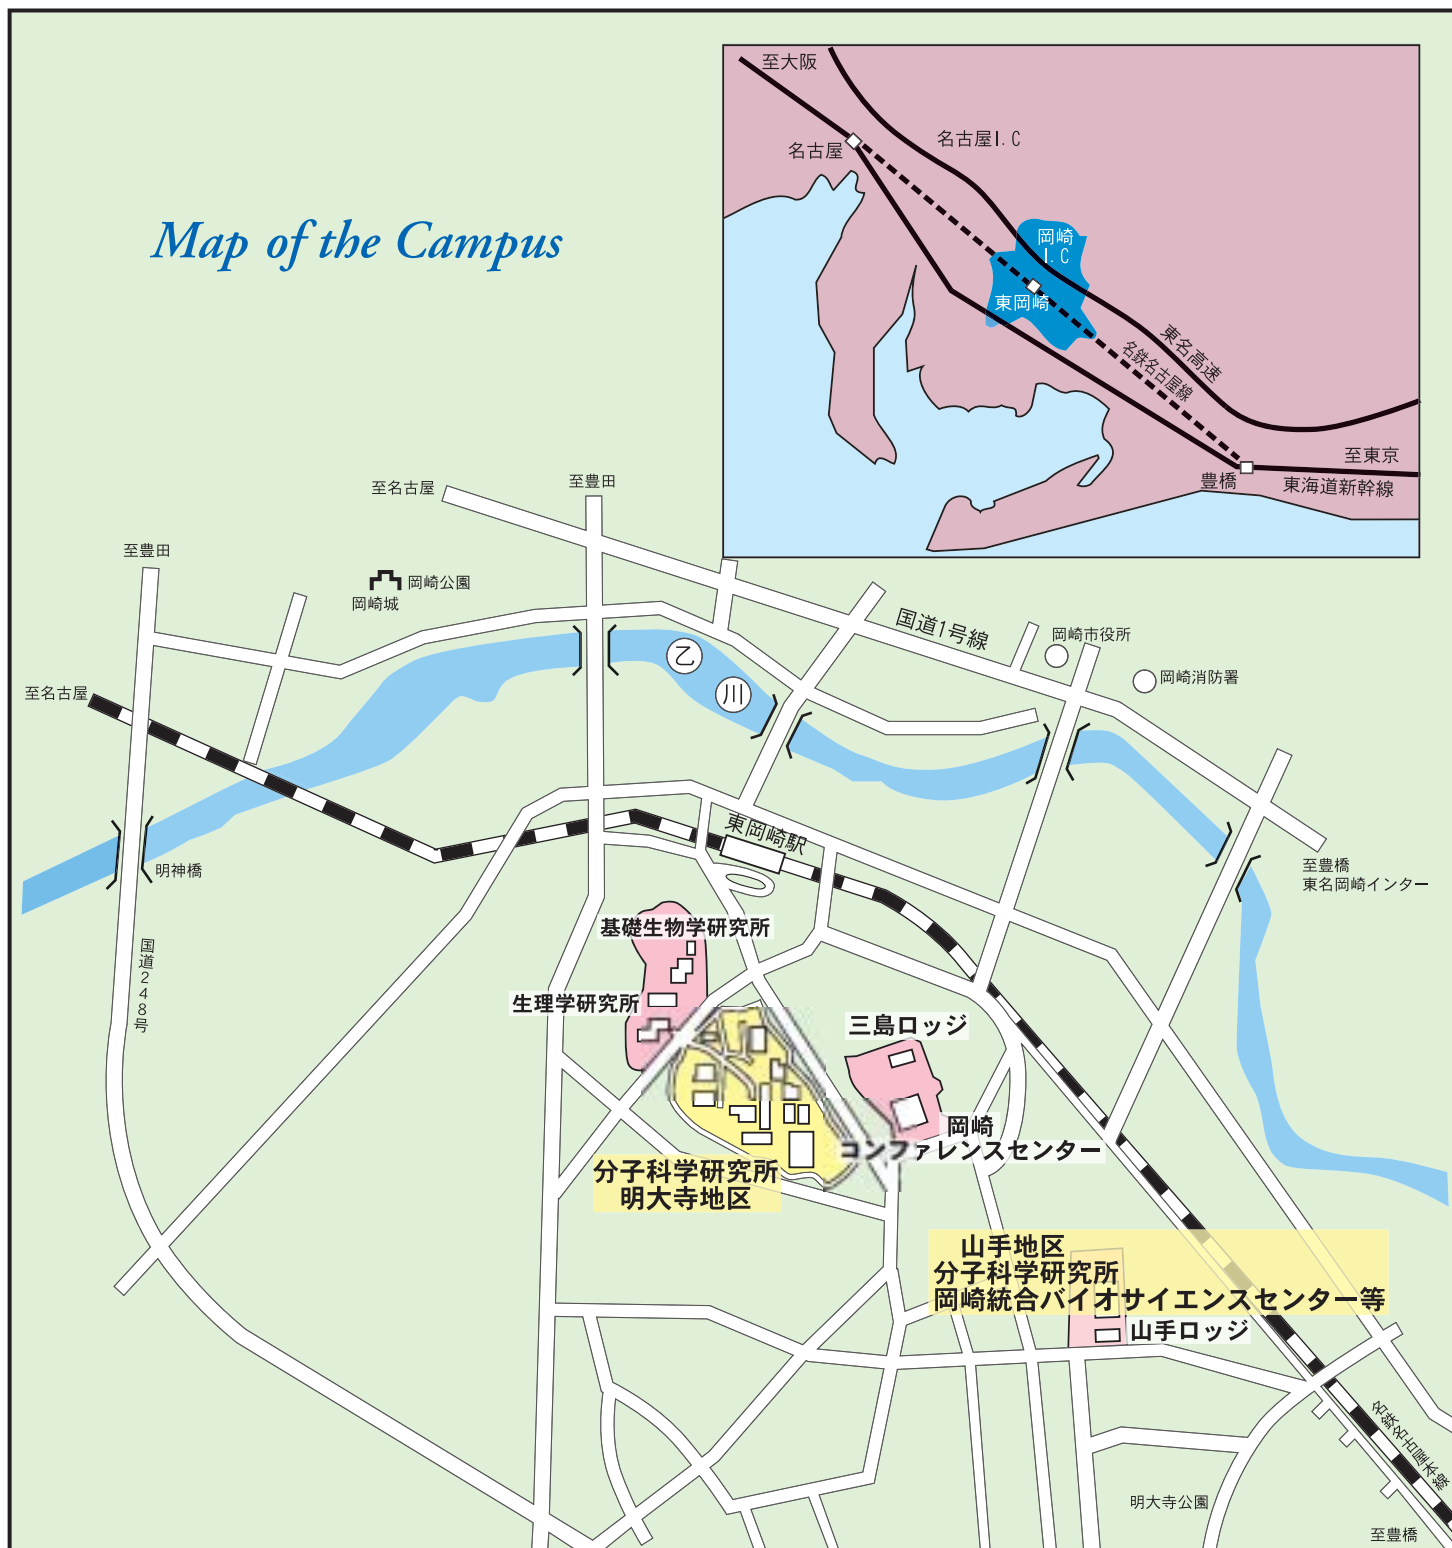 至大阪
名古屋
名古屋I.C
Map of the Campus
岡崎
I.C
東岡崎
東名高速
名鉄名古屋線
至東京
豊橋
東海道新幹線
至名古屋
至豊田
至豊田
岡崎公園
岡崎城
国道1号線
岡崎市役所
岡崎消防署
乙
川
至名古屋
東岡崎駅
明神橋
至豊橋
東名岡崎インター
国道248号
基礎生物学研究所
生理学研究所
三島ロッジ
岡崎
コンファレンスセンター
分子科学研究所
明大寺地区
山手地区
分子科学研究所
岡崎統合バイオサイエンスセンター等
山手ロッジ
名鉄名古屋本線
明大寺公園
至豊橋